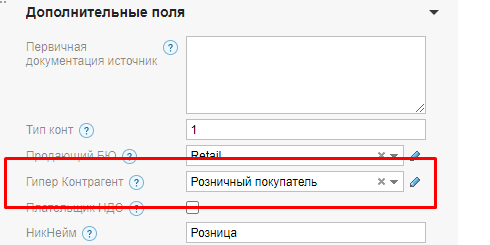 Дополнительные поля
Первичная
документация источник
Тип конт 1
Продающий БЮ Retail
Гипер Контрагент Розничный покупатель
Плательщик НДС
НикНейм Розница